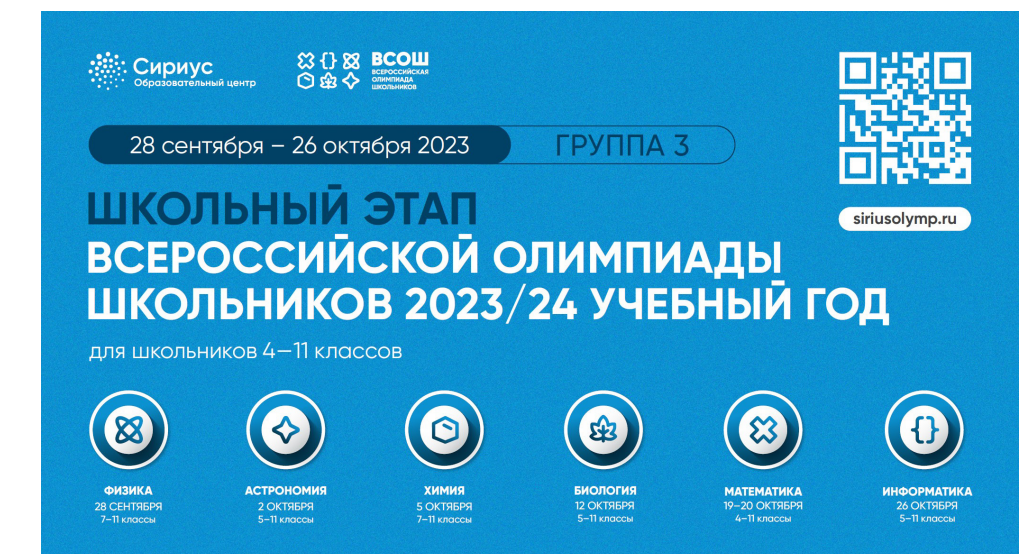 Сириус
Образовательный центр
ВСОШ
ВСЕРОССИЙСКАЯ
ОЛИМПИАДА
ШКОЛЬНИКОВ
28 сентября – 26 октября 2023
ГРУППА 3
siriusolymp.ru
ШКОЛЬНЫЙ ЭТАП
ВСЕРОССИЙСКОЙ ОЛИМПИАДЫ
ШКОЛЬНИКОВ 2023/24 УЧЕБНЫЙ ГОД
для школьников 4–11 классов
ФИЗИКА
28 СЕНТЯБРЯ
7–11 классы
АСТРОНОМИЯ
2 ОКТЯБРЯ
5–11 классы
ХИМИЯ
5 ОКТЯБРЯ
7–11 классы
БИОЛОГИЯ
12 ОКТЯБРЯ
5–11 классы
МАТЕМАТИКА
19–20 ОКТЯБРЯ
4–11 классы
ИНФОРМАТИКА
26 ОКТЯБРЯ
5–11 классы